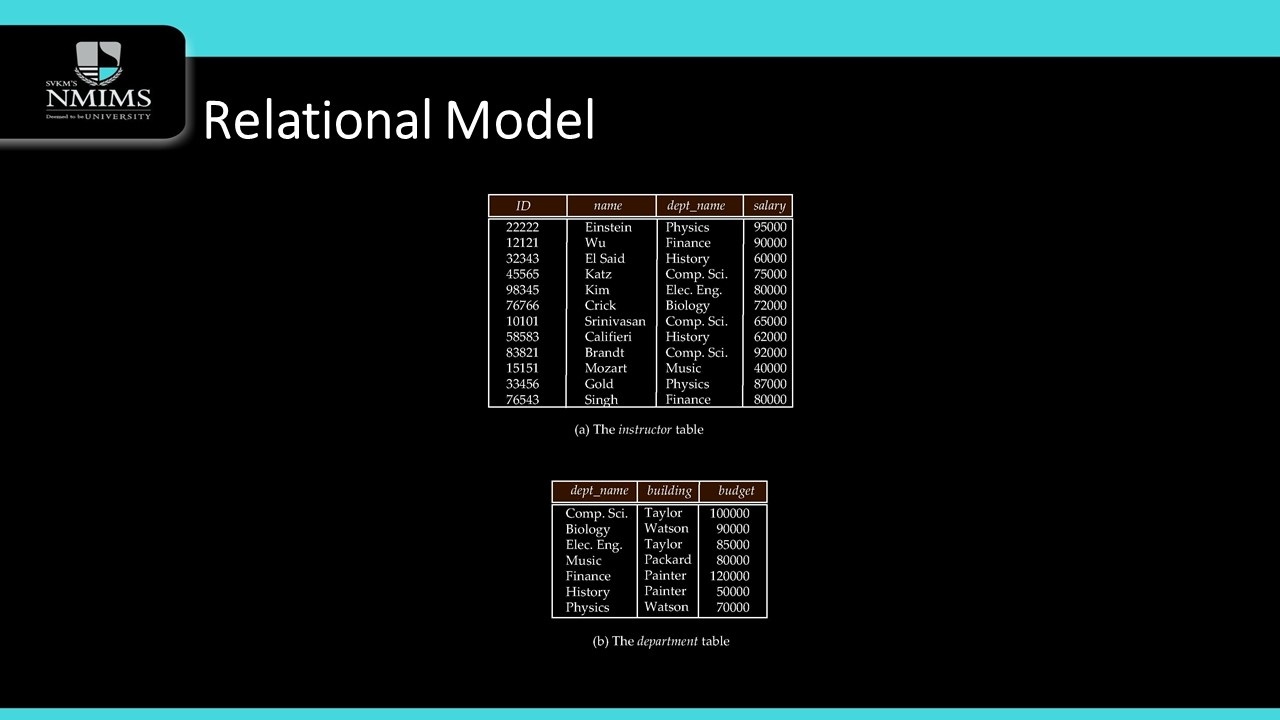 SVKM'S
NMIMS
Deemed to be UNIVERSITY
Relational Model
ID name dept_name salary
22222 Einstein Physics 95000
12121 Wu Finance 90000
32343 El Said History 60000
45565 Katz Comp. Sci. 75000
98345 Kim Elec. Eng. 80000
76766 Crick Biology 72000
10101 Srinivasan Comp. Sci. 65000
58583 Califieri History 62000
83821 Brandt Comp. Sci. 92000
15151 Mozart Music 40000
33456 Gold Physics 87000
76543 Singh Finance 80000
(a) The instructor table
dept_name building budget
Comp. Sci. Taylor 100000
Biology Watson 90000
Elec. Eng. Taylor 85000
Music Packard 80000
Finance Painter 120000
History Painter 50000
Physics Watson 70000
(b) The department table